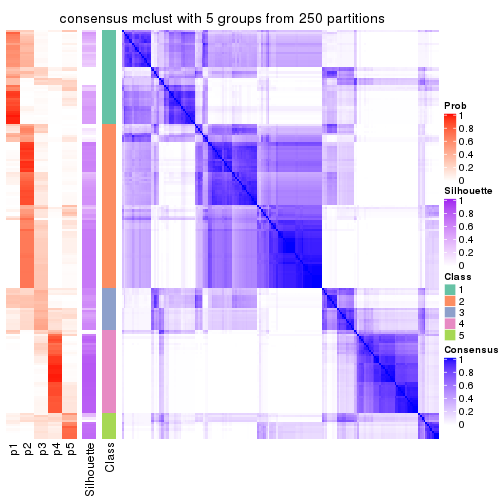 consensus mclust with 5 groups from 250 partitions
Prob
1
0.8
0.6
0.4
0.2
0
Silhouette
1
0.8
0.6
0.4
0.2
0
Class
1
2
3
4
5
Consensus
1
0.8
0.6
0.4
0.2
0
p1
p2
p3
p4
p5
Silhouette
Class